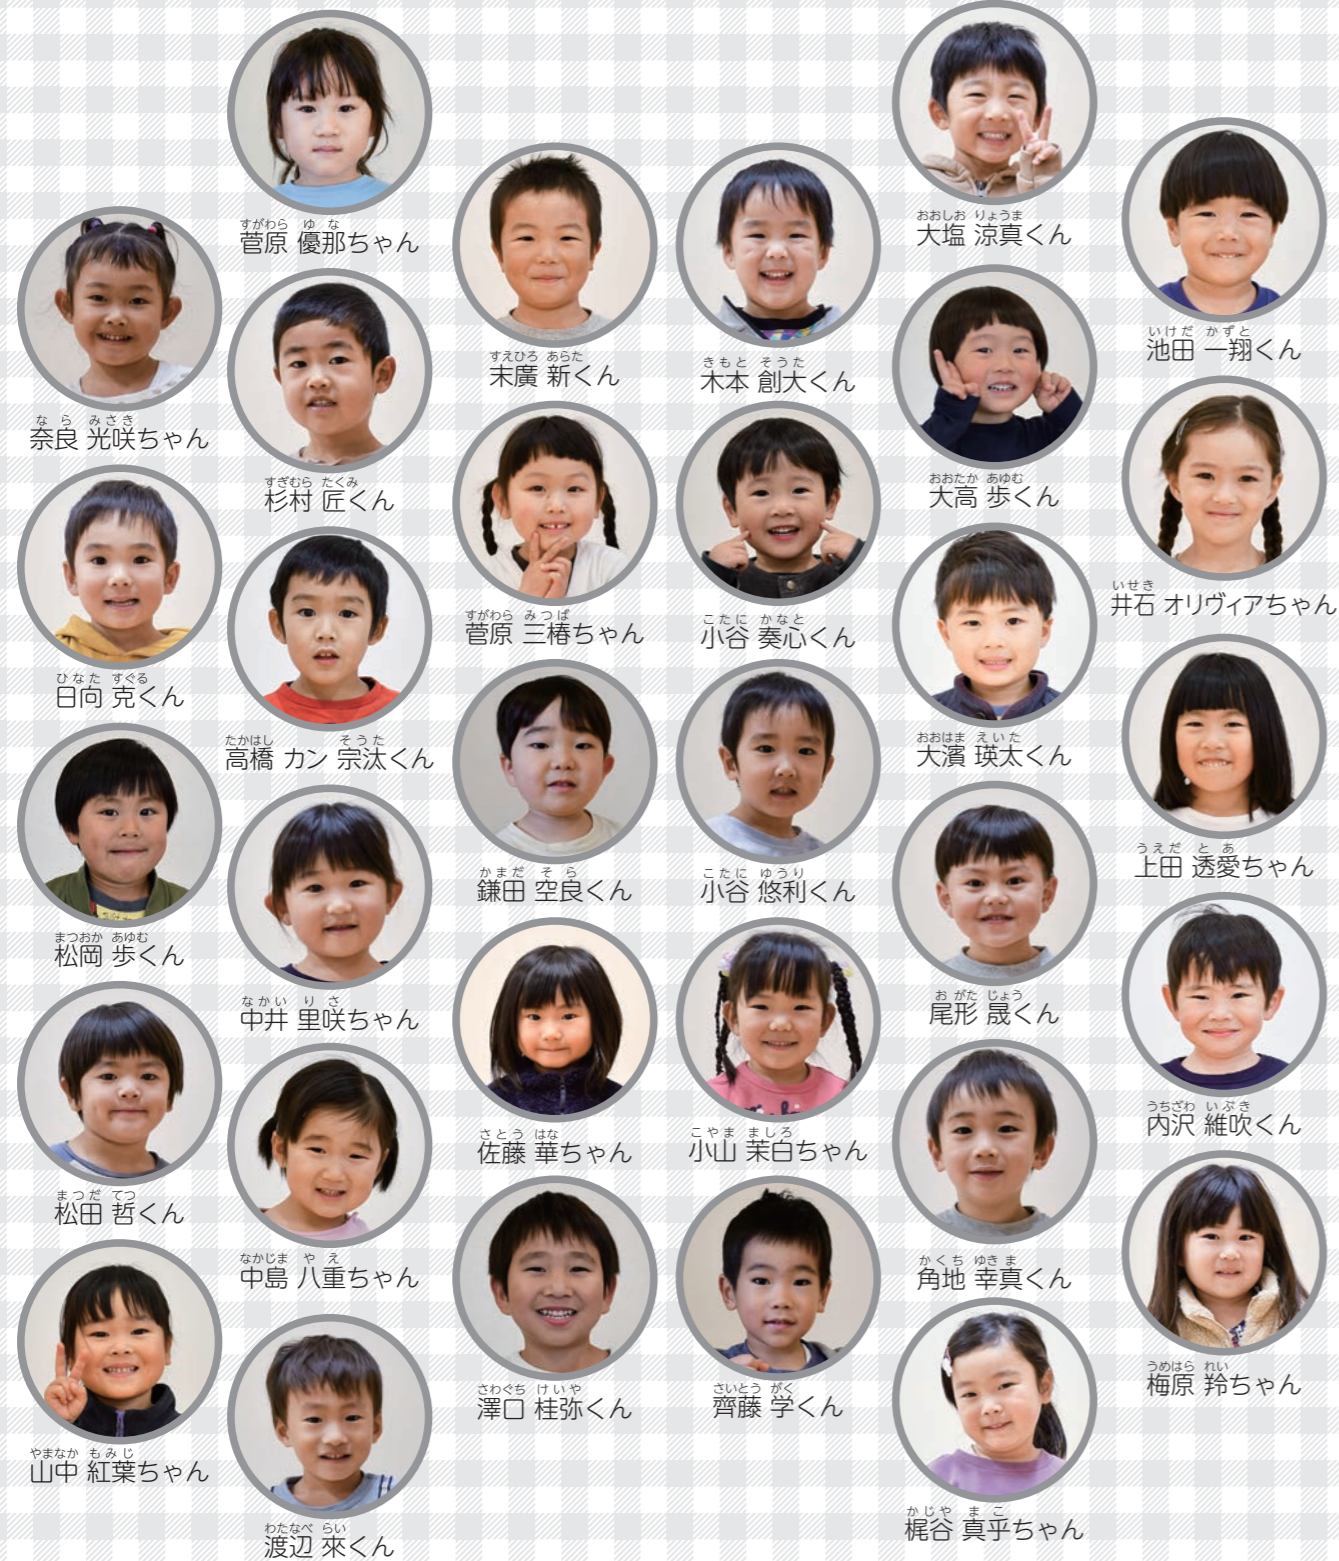 いけだ かずと
池田 一翔くん
いせき
井石 オリヴィアちゃん
うえだ とあ
上田 透愛ちゃん
うちざわ いぶき
内沢 維吹くん
うめはら れい
梅原 羚ちゃん
おおしお りょうま
大塩 涼真くん
おおたか あゆむ
大高 歩くん
おおはま えいた
大濱 瑛太くん
おがた じょう
尾形 晟くん
かくち ゆきま
角地 幸真くん
かじや まこ
梶谷 真乎ちゃん
きもと そうた
木本 創大くん
こたに かなと
小谷 奏心くん
こたに ゆうり
小谷 悠利くん
こやま ましろ
小山 茉白ちゃん
さいとう がく
齊藤 学くん
すえひろ あらた
末廣 新くん
すがわら みつば
菅原 三椿ちゃん
かまだ そら
鎌田 空良くん
さとう はな
佐藤 華ちゃん
さわぐち けいや
澤口 桂弥くん
すがわら ゆな
菅原 優那ちゃん
すぎむら たくみ
杉村 匠くん
たかはし そうた
高橋 カン 宗汰くん
なかい りさ
中井 里咲ちゃん
なかじま やえ
中島 八重ちゃん
わたなべ らい
渡辺 來くん
なら みさき
奈良 光咲ちゃん
ひなた すぐる
日向 克くん
まつおか あゆむ
松岡 歩くん
まつだ てつ
松田 哲くん
やまなか もみじ
山中 紅葉ちゃん